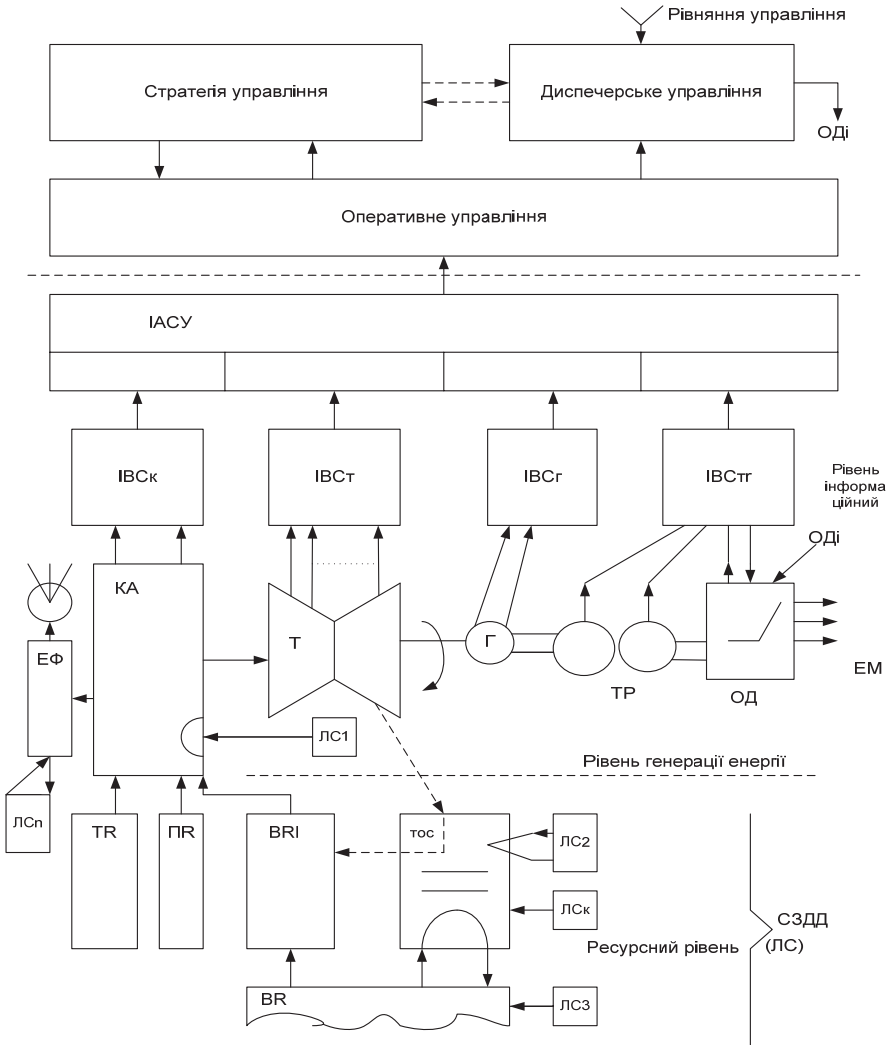 Рівняння управління
Стратегія управління
Диспечерське управління
ОДі
Оперативне управління
ІАСУ
ІВСк
ІВСт
ІВСг
ІВСтг
Рівень
інформа
ційний
ОДі
КА
ЕФ
Т
Г
ТР
ОД
ЕМ
ЛС1
Рівень генерації енергії
ЛСn
ТR
ПR
BRI
тос
ЛС2
ЛСк
СЗДД
(ЛС)
Ресурсний рівень
BR
ЛС3